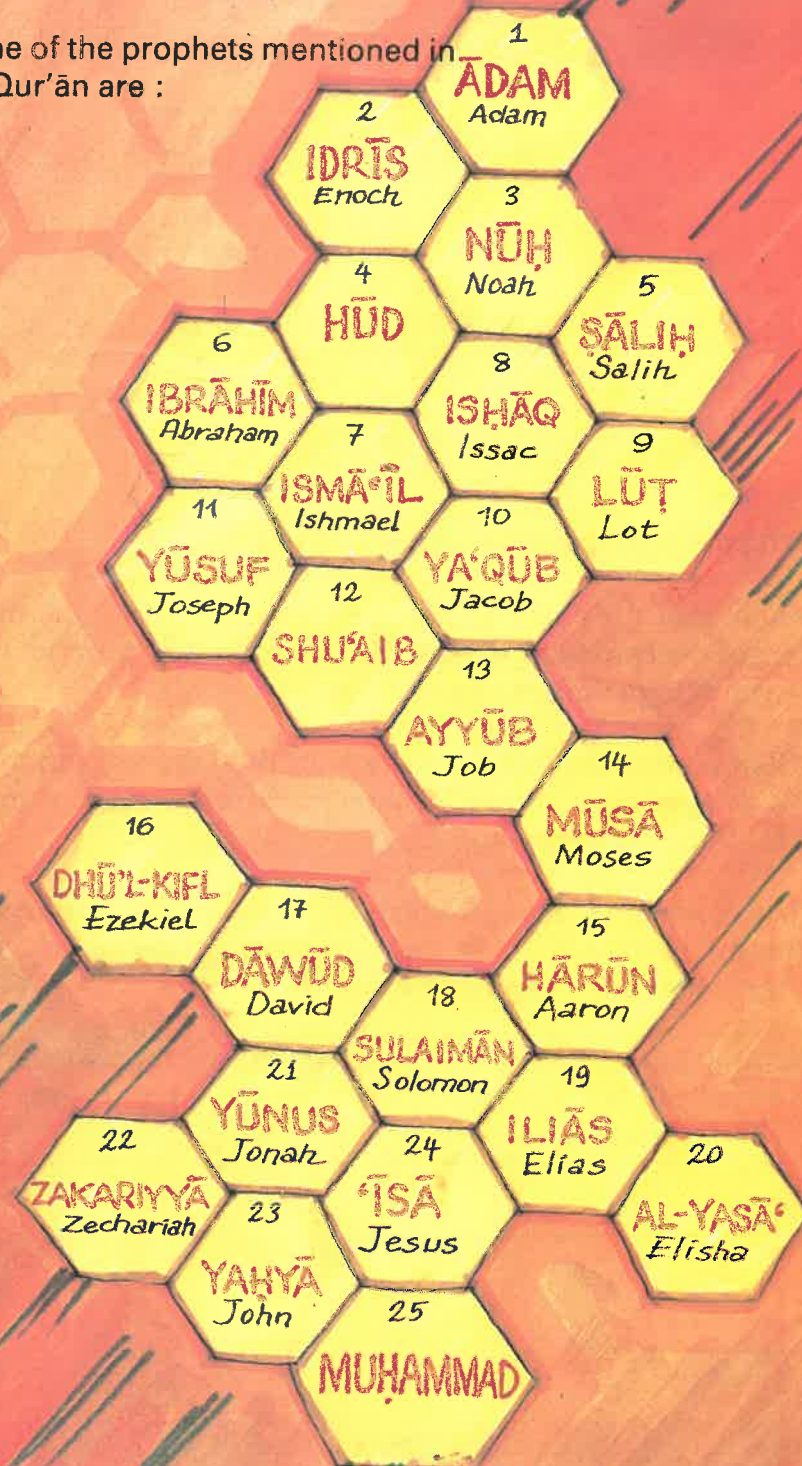 of the prophets mentioned in
Qur'ān are :
1
ĀDAM
Adam
2
IDRĪS
Enoch
3
NŪḤ
Noah
4
HŪD
5
ṢĀLIḤ
Salih
6
IBRĀHĪM
Abraham
7
ISMĀ‘ĪL
Ishmael
8
ISḤĀQ
Issac
9
LŪṬ
Lot
10
YA‘QŪB
Jacob
11
YŪSUF
Joseph
12
SHU‘AIB
13
AYYŪB
Job
14
MŪSĀ
Moses
15
HĀRŪN
Aaron
16
DHŪ’L-KIFL
Ezekiel
17
DĀWŪD
David
18
SULAIMĀN
Solomon
19
ILIĀS
Elias
20
AL-YASĀ‘
Elisha
21
YŪNUS
Jonah
22
ZAKARIYYĀ
Zechariah
23
YAḤYĀ
John
24
‘ĪSĀ
Jesus
25
MUḤAMMAD